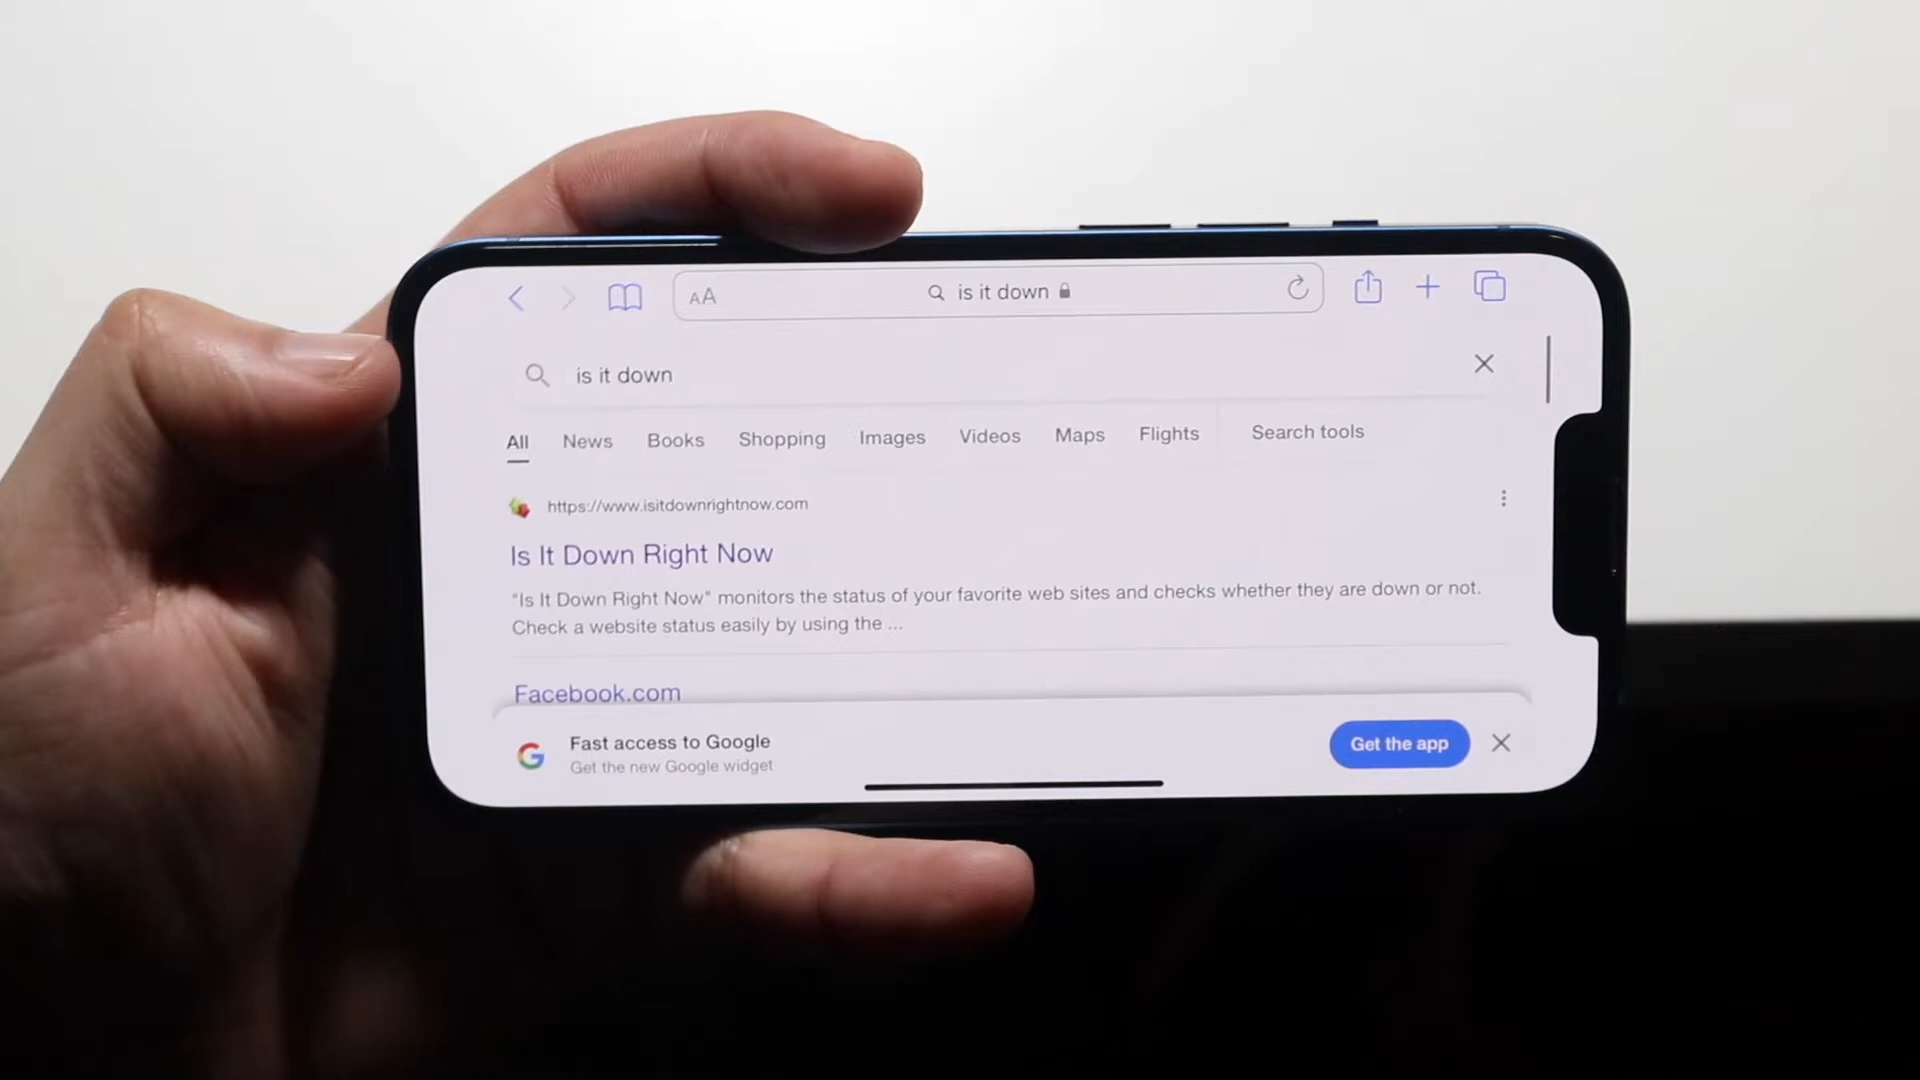 AA is it down
is it down
All News Books Shopping Images Videos Maps Flights Search tools
https://www.isitdownrightnow.com
Is It Down Right Now
"Is It Down Right Now" monitors the status of your favorite web sites and checks whether they are down or not.
Check a website status easily by using the ...
Facebook.com
Fast access to Google
Get the new Google widget
Get the app